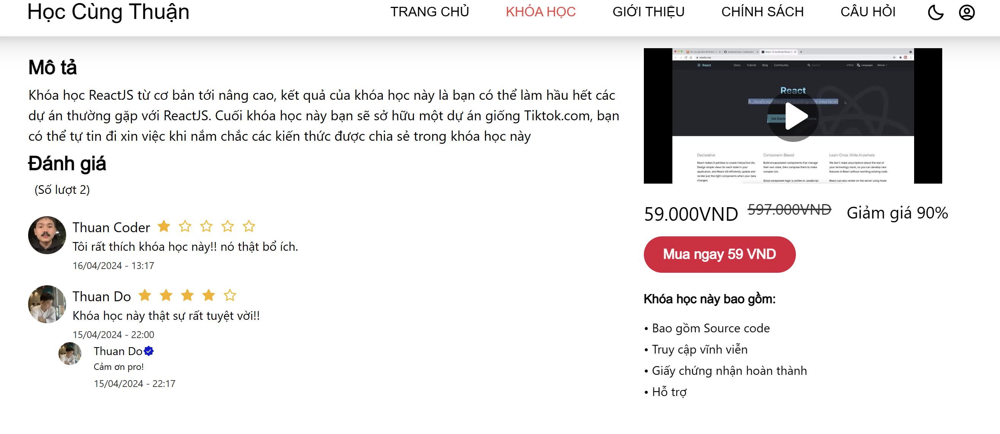 Học Cùng Thuận
TRANG CHỦ
KHÓA HỌC
GIỚI THIỆU
CHÍNH SÁCH
CÂU HỎI
Mô tả
Khóa học ReactJS từ cơ bản tới nâng cao, kết quả của khóa học này là bạn có thể làm hầu hết các
dự án thường gặp với ReactJS. Cuối khóa học này bạn sẽ sở hữu một dự án giống Tiktok.com, bạn
có thể tự tin đi xin việc khi nắm chắc các kiến thức được chia sẻ trong khóa học này
Đánh giá
(Số lượt 2)
Thuan Coder
Tôi rất thích khóa học này!! nó thật bổ ích.
16/04/2024 - 13:17
Thuan Do
Khóa học này thật sự rất tuyệt vời!!
15/04/2024 - 22:00
Thuan Do
Cảm ơn pro!
15/04/2024 - 22:17
reactjs.org
React
Docs
Tutorial
Blog
Community
Search
v17.0.2
Languages
GitHub
React
A JavaScript library for building user interfaces
Declarative
React makes it painless to create interactive UIs.
Design simple views for each state in your
application, and React will efficiently update and
render just the right components when your data
changes.
Component-Based
Build encapsulated components that manage
their own state, then compose them to make
complex UIs.
Since component logic is written in JavaScript
Learn Once, Write Anywhere
We don't make assumptions about the rest of
your technology stack, so you can develop new
features in React without rewriting existing code.
React can also render on the server using Node
59.000VND 597.000VND Giảm giá 90%
Mua ngay 59 VND
Khóa học này bao gồm:
• Bao gồm Source code
• Truy cập vĩnh viễn
• Giấy chứng nhận hoàn thành
• Hỗ trợ